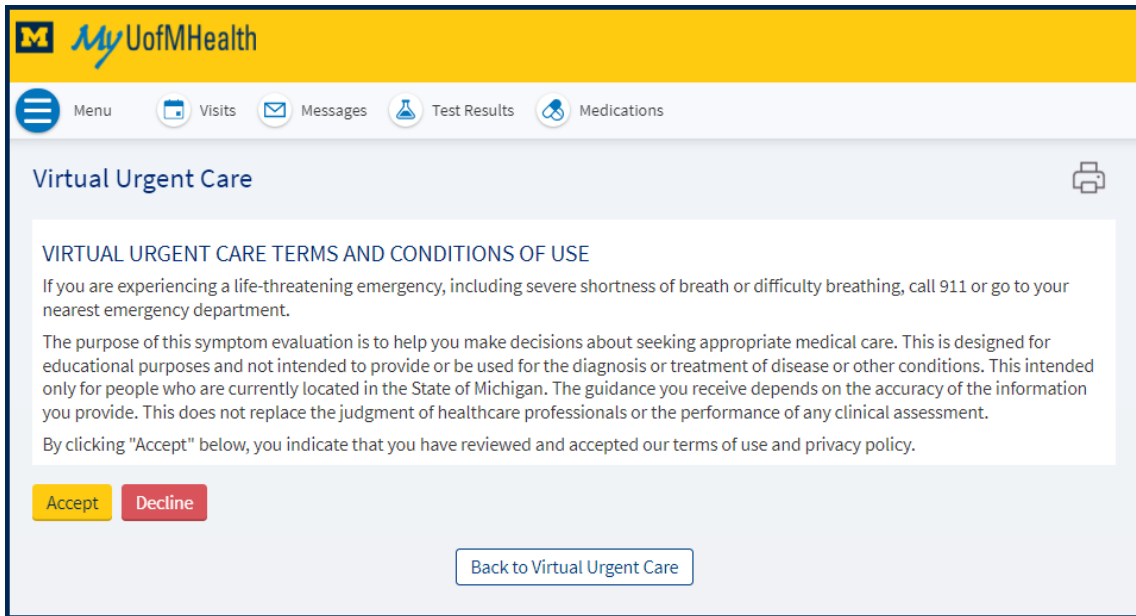 M My UofMHealth
Menu Visits Messages Test Results Medications
Virtual Urgent Care
VIRTUAL URGENT CARE TERMS AND CONDITIONS OF USE
If you are experiencing a life-threatening emergency, including severe shortness of breath or difficulty breathing, call 911 or go to your
nearest emergency department.
The purpose of this symptom evaluation is to help you make decisions about seeking appropriate medical care. This is designed for
educational purposes and not intended to provide or be used for the diagnosis or treatment of disease or other conditions. This intended
only for people who are currently located in the State of Michigan. The guidance you receive depends on the accuracy of the information
you provide. This does not replace the judgment of healthcare professionals or the performance of any clinical assessment.
By clicking "Accept" below, you indicate that you have reviewed and accepted our terms of use and privacy policy.
Accept Decline
Back to Virtual Urgent Care